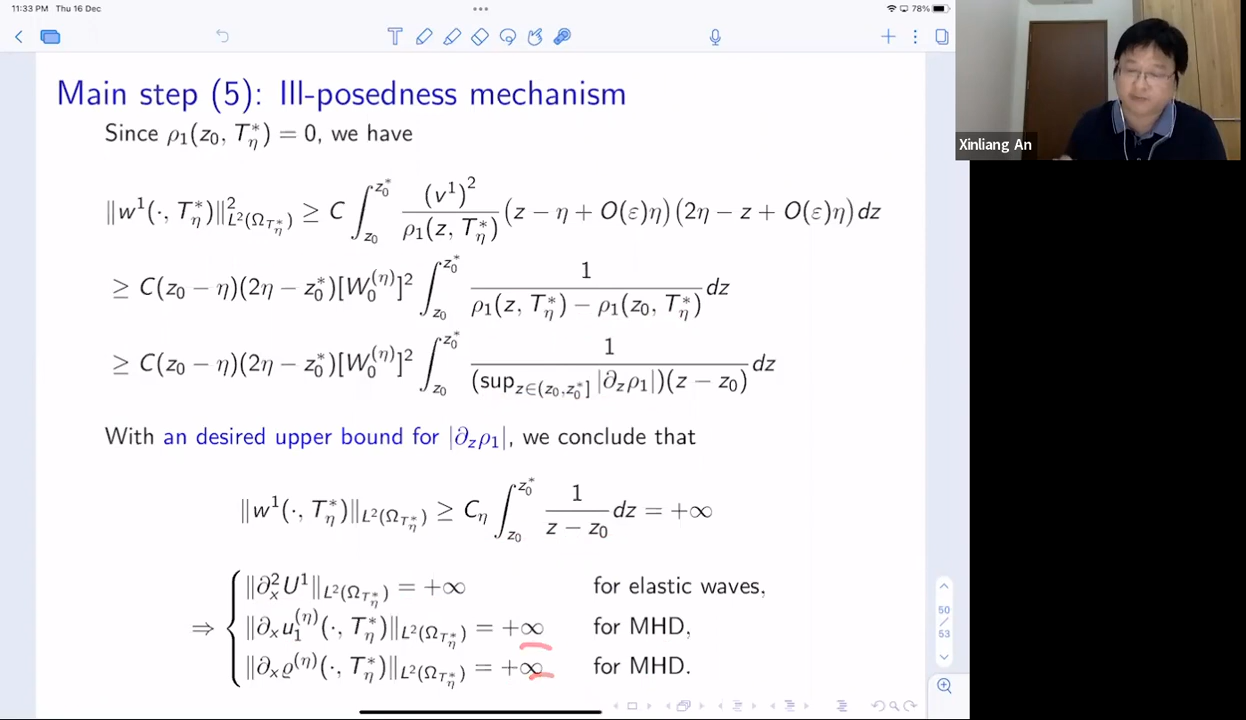 11:33 PM Thu 16 Dec
78%
Main step (5): Ill-posedness mechanism
Since ρ₁(z₀, T*_η) = 0, we have
‖w¹(·, T*_η)‖²_{L²(Ω_{T*_η})} ≥ C ∫_{z₀}^{z₀*} (v¹)² / ρ₁(z, T*_η) (z − η + O(ε)η)(2η − z + O(ε)η)dz
≥ C(z₀ − η)(2η − z₀*)[W₀^{(η)}]² ∫_{z₀}^{z₀*} 1 / (ρ₁(z, T*_η) − ρ₁(z₀, T*_η)) dz
≥ C(z₀ − η)(2η − z₀*)[W₀^{(η)}]² ∫_{z₀}^{z₀*} 1 / ((sup_{z∈(z₀,z₀*]} |∂_zρ₁|)(z − z₀)) dz
With an desired upper bound for |∂_zρ₁|, we conclude that
‖w¹(·, T*_η)‖_{L²(Ω_{T*_η})} ≥ C_η ∫_{z₀}^{z₀*} 1 / (z − z₀) dz = +∞
⇒ { ‖∂²_xU¹‖_{L²(Ω_{T*_η})} = +∞ for elastic waves,
‖∂_xu₁^{(η)}(·, T*_η)‖_{L²(Ω_{T*_η})} = +∞ for MHD,
‖∂_xϱ^{(η)}(·, T*_η)‖_{L²(Ω_{T*_η})} = +∞ for MHD.
50
/
53
Xinliang An